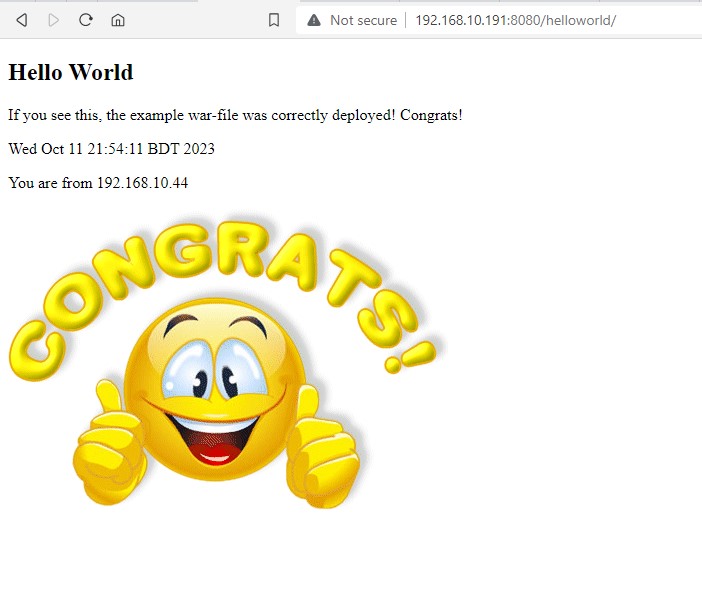 Not secure 192.168.10.191:8080/helloworld/
Hello World
If you see this, the example war-file was correctly deployed! Congrats!
Wed Oct 11 21:54:11 BDT 2023
You are from 192.168.10.44
CONGRATS!